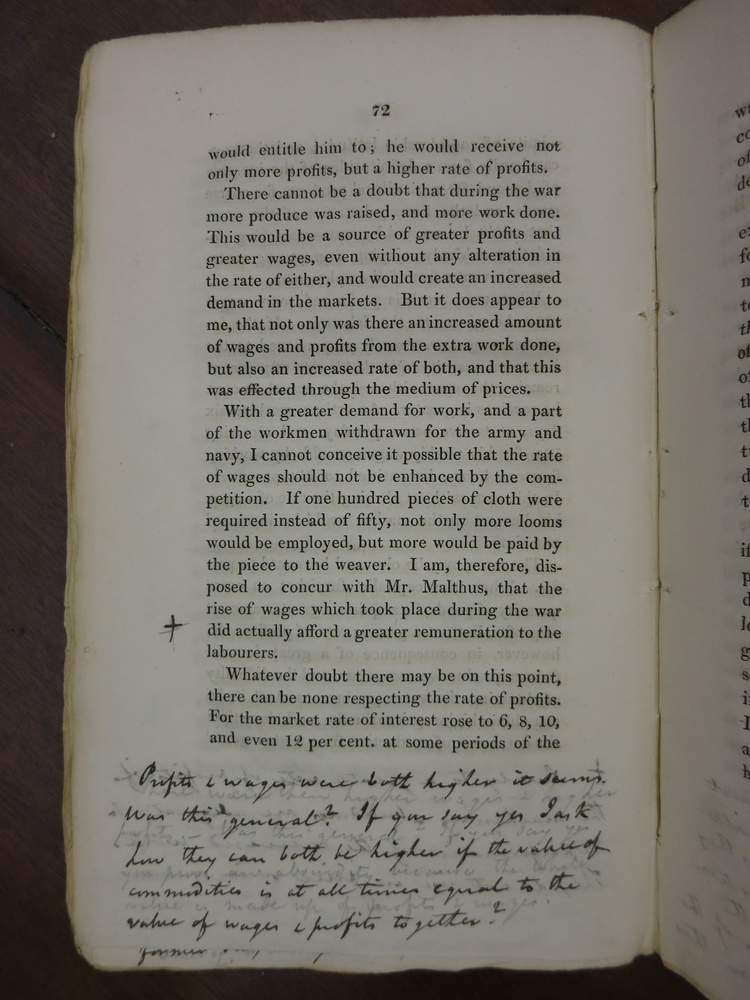 72
would entitle him to; he would receive not
only more profits, but a higher rate of profits.
There cannot be a doubt that during the war
more produce was raised, and more work done.
This would be a source of greater profits and
greater wages, even without any alteration in
the rate of either, and would create an increased
demand in the markets. But it does appear to
me, that not only was there an increased amount
of wages and profits from the extra work done,
but also an increased rate of both, and that this
was effected through the medium of prices.
With a greater demand for work, and a part
of the workmen withdrawn for the army and
navy, I cannot conceive it possible that the rate
of wages should not be enhanced by the com-
petition. If one hundred pieces of cloth were
required instead of fifty, not only more looms
would be employed, but more would be paid by
the piece to the weaver. I am, therefore, dis-
posed to concur with Mr. Malthus, that the
rise of wages which took place during the war
+ did actually afford a greater remuneration to the
labourers.
Whatever doubt there may be on this point,
there can be none respecting the rate of profits.
For the market rate of interest rose to 6, 8, 10,
and even 12 per cent. at some periods of the
Profits & wages were both higher it seems.
Was this general? If you say yes I ask
how they can both be higher if the value of
commodities is at all times equal to the
value of wages & profits together?
former